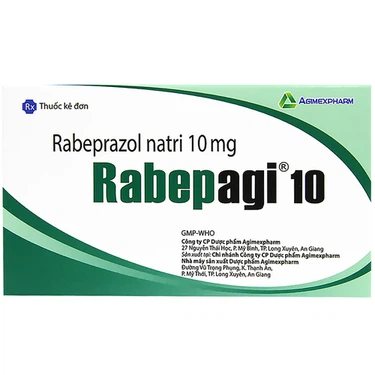 Rx Thuốc kê đơn
AGIMEXPHARM
Rabeprazol natri 10 mg
Rabepagi® 10
GMP-WHO
Công ty CP Dược phẩm Agimexpharm
27 Nguyễn Thái Học, P. Mỹ Bình, TP. Long Xuyên, An Giang
Sản xuất tại: Chi nhánh Công ty CP Dược phẩm Agimexpharm
Nhà máy sản xuất Dược phẩm Agimexpharm
Đường Vũ Trọng Phụng, K. Thạnh An,
P. Mỹ Thới, TP. Long Xuyên, An Giang